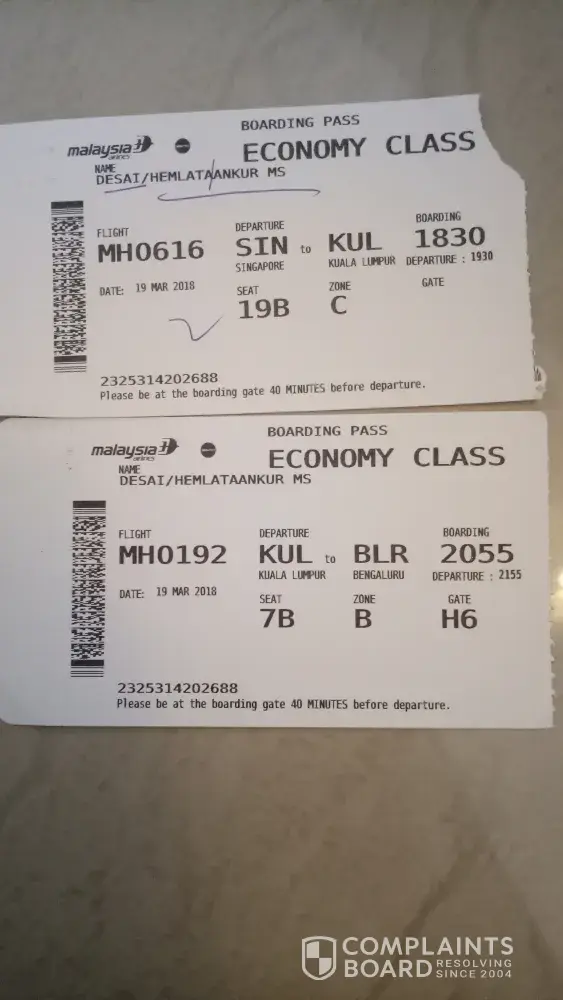 BOARDING PASS
malaysia
airlines
ECONOMY CLASS
NAME
DESAI/HEMLATAANKUR MS
FLIGHT DEPARTURE BOARDING
MH0616 SIN to KUL 1830
SINGAPORE KUALA LUMPUR DEPARTURE : 1930
DATE: 19 MAR 2018 SEAT ZONE GATE
19B C
2325314202688
Please be at the boarding gate 40 MINUTES before departure.
BOARDING PASS
malaysia
airlines
ECONOMY CLASS
NAME
DESAI/HEMLATAANKUR MS
FLIGHT DEPARTURE BOARDING
MH0192 KUL to BLR 2055
KUALA LUMPUR BENGALURU DEPARTURE : 2155
DATE: 19 MAR 2018 SEAT ZONE GATE
7B B H6
2325314202688
Please be at the boarding gate 40 MINUTES before departure.
COMPLAINTS
BOARD RESOLVING
SINCE 2004